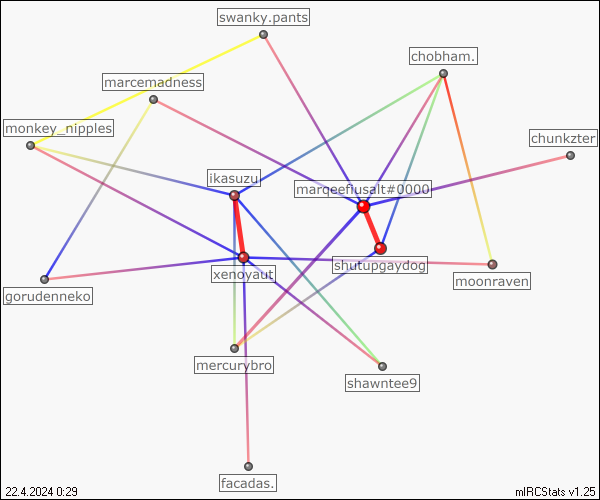 swanky.pants
chobham.
marcemadness
monkey_nipples
chunkzter
ikasuzu
marqeefiusalt#0000
xenoyaut
shutupgaydog
moonraven
gorudenneko
mercurybro
shawntee9
facadas.
22.4.2024 0:29
mIRCStats v1.25